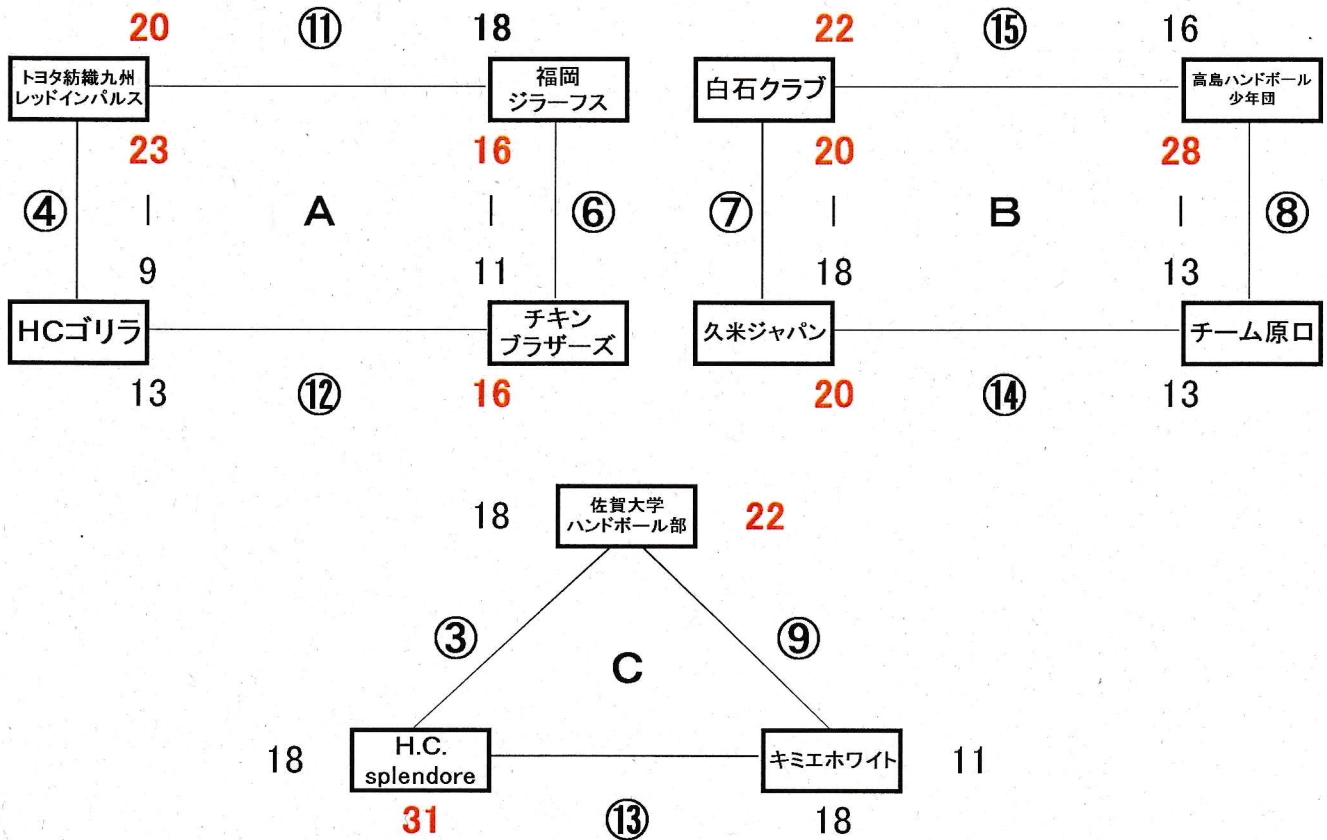 20 ⑪ 18 22 ⑮ 16
トヨタ紡織九州
レッドインパルス
福岡
ジラーフス
白石クラブ
高島ハンドボール
少年団
23 16 20 28
④ | A | ⑥ ⑦ | B | ⑧
9 11 18 13
HCゴリラ
チキン
ブラザーズ
久米ジャパン
チーム原口
13 ⑫ 16 20 ⑭ 13
18
佐賀大学
ハンドボール部
22
③ ⑨
C
18
H.C.
splendore
キミエホワイト
11
31 ⑬ 18